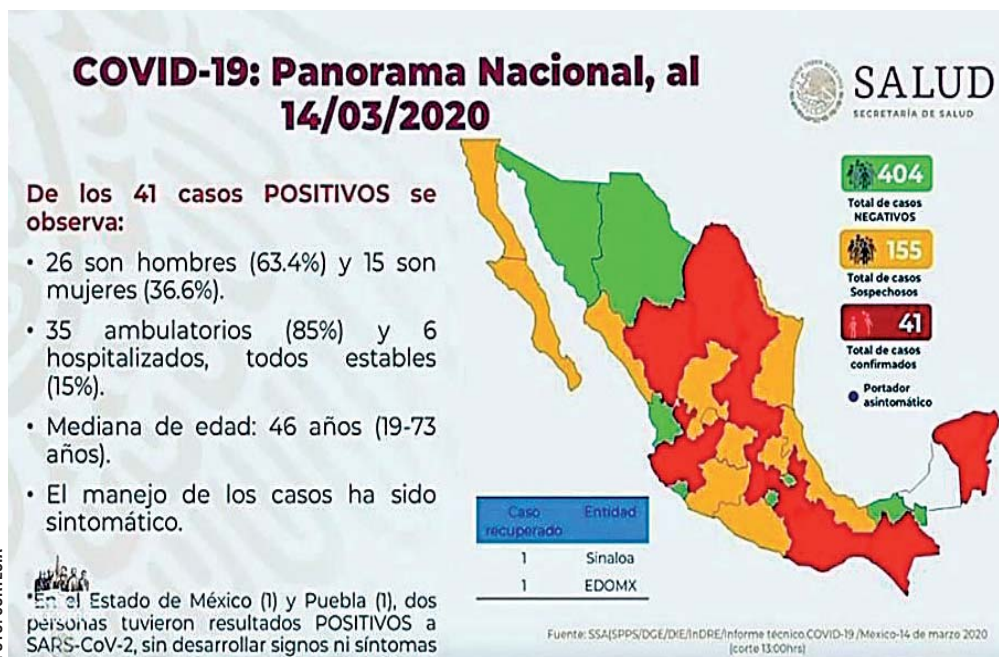 COVID-19: Panorama Nacional, al
14/03/2020
SALUD
SECRETARÍA DE SALUD
De los 41 casos POSITIVOS se
observa:
• 26 son hombres (63.4%) y 15 son
mujeres (36.6%).
• 35 ambulatorios (85%) y 6
hospitalizados, todos estables
(15%).
• Mediana de edad: 46 años (19-73
años).
• El manejo de los casos ha sido
sintomático.
*En el Estado de México (1) y Puebla (1), dos
personas tuvieron resultados POSITIVOS a
SARS-CoV-2, sin desarrollar signos ni síntomas
404
Total de casos
NEGATIVOS
155
Total de casos
Sospechosos
41
Total de casos
confirmados
Portador
asintomático
Caso recuperado Entidad
1 Sinaloa
1 EDOMX
Fuente: SSA|SPPS/DGE/DIE/InDRE/Informe técnico.COVID-19 /México-14 de marzo 2020
(corte 13:00hrs)